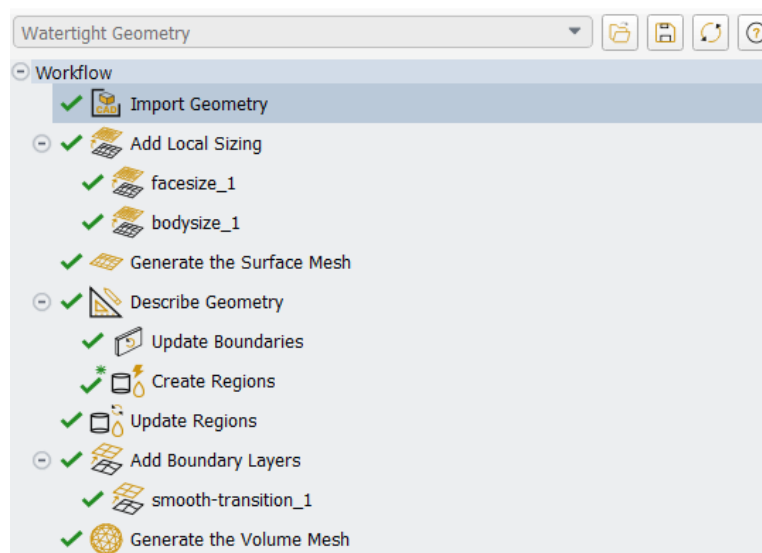 Watertight Geometry
Workflow
CAD Import Geometry
Add Local Sizing
facesize_1
bodysize_1
Generate the Surface Mesh
Describe Geometry
Update Boundaries
Create Regions
Update Regions
Add Boundary Layers
smooth-transition_1
Generate the Volume Mesh